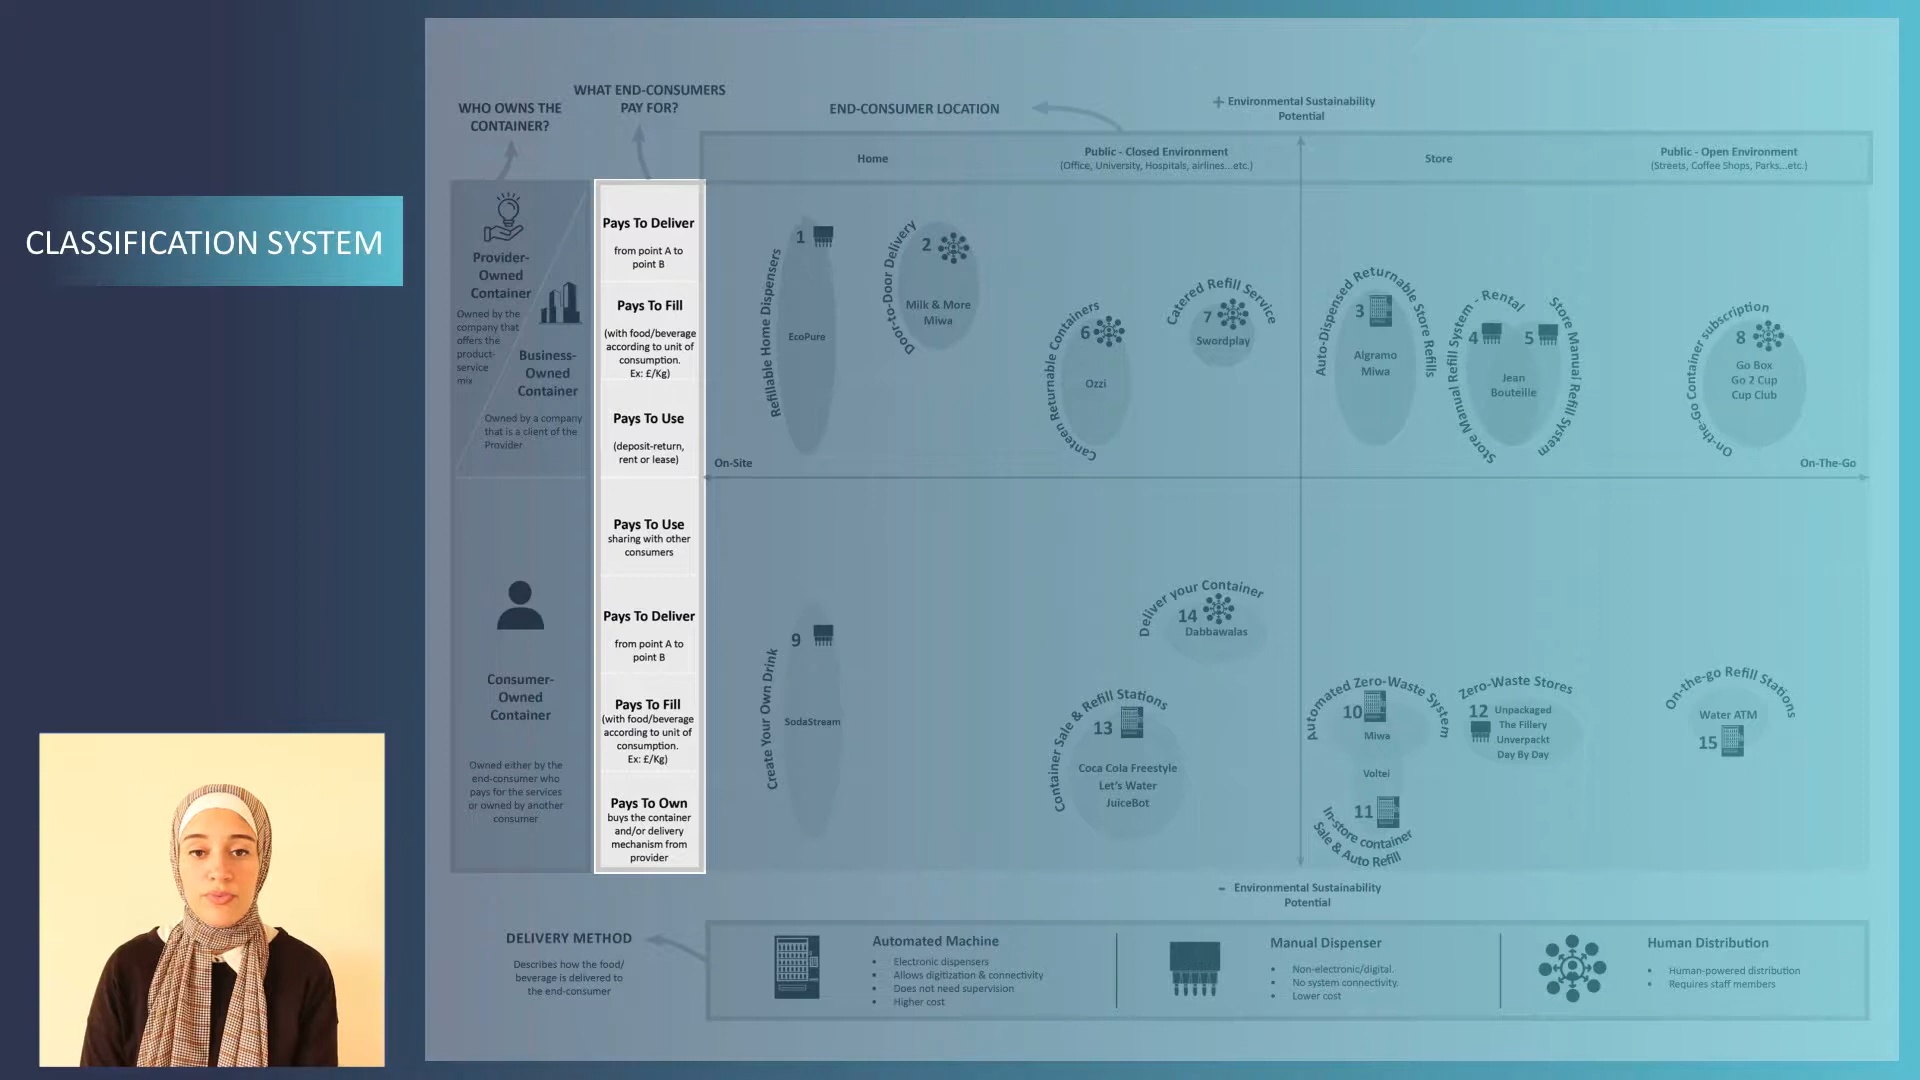 CLASSIFICATION SYSTEM
WHO OWNS THE
CONTAINER?
WHAT END-CONSUMERS
PAY FOR?
END-CONSUMER LOCATION
+ Environmental Sustainability
Potential
Home
Public - Closed Environment
(Office, University, Hospitals, airlines...etc.)
Store
Public - Open Environment
(Streets, Coffee Shops, Parks...etc.)
Provider-
Owned
Container
Owned by the
company that
offers the
product-
service
mix
Business-
Owned
Container
Owned by a company
that is a client of the
Provider
Consumer-
Owned
Container
Owned either by the
end-consumer who
pays for the services
or owned by another
consumer
Pays To Deliver
from point A to
point B
Pays To Fill
(with food/beverage
according to unit of
consumption.
Ex: £/Kg)
Pays To Use
(deposit-return,
rent or lease)
Pays To Use
sharing with other
consumers
Pays To Deliver
from point A to
point B
Pays To Fill
(with food/beverage
according to unit of
consumption.
Ex: £/Kg)
Pays To Own
buys the container
and/or delivery
mechanism from
provider
Refillable Home Dispensers
1
EcoPure
Door-to-Door Delivery
2
Milk & More
Miwa
Canteen Returnable Containers
6
Ozzi
Catered Refill Service
7
Swordplay
Auto-Dispensed Returnable Store Refills
3
Algramo
Miwa
Store Manual Refill System - Rental
4
5
Store Manual Refill System
Jean
Bouteille
On-the-Go Container subscription
8
Go Box
Go 2 Cup
Cup Club
On-Site
On-The-Go
Create Your Own Drink
9
SodaStream
Deliver your Container
14
Dabbawalas
Container Sale & Refill Stations
13
Coca Cola Freestyle
Let's Water
JuiceBot
Automated Zero-Waste System
10
Miwa
Voltei
11
In-store container
Sale & Auto Refill
Zero-Waste Stores
12
Unpackaged
The Fillery
Unverpackt
Day By Day
On-the-go Refill Stations
Water ATM
15
- Environmental Sustainability
Potential
DELIVERY METHOD
Describes how the food/
beverage is delivered to
the end-consumer
Automated Machine
• Electronic dispensers
• Allows digitization & connectivity
• Does not need supervision
• Higher cost
Manual Dispenser
• Non-electronic/digital.
• No system connectivity.
• Lower cost
Human Distribution
• Human-powered distribution
• Requires staff members